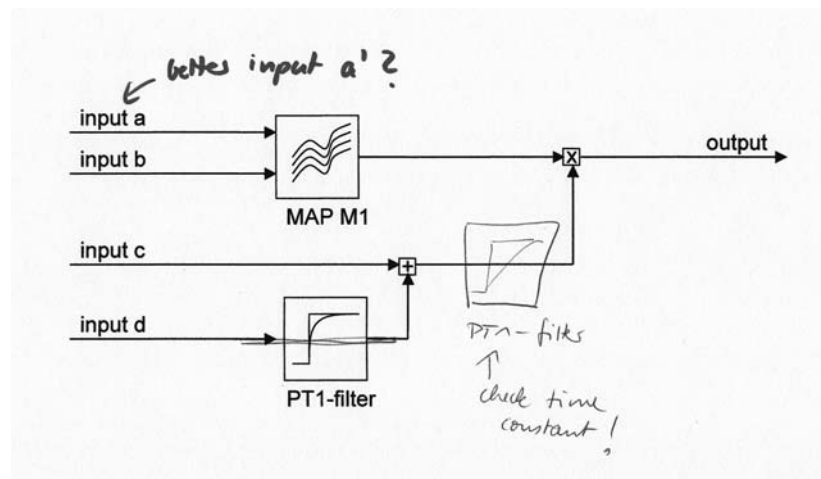 better input a' ?
input a
input b
output
x
MAP M1
input c
+
input d
PT1-filter
PT1-filter
check time
constant !